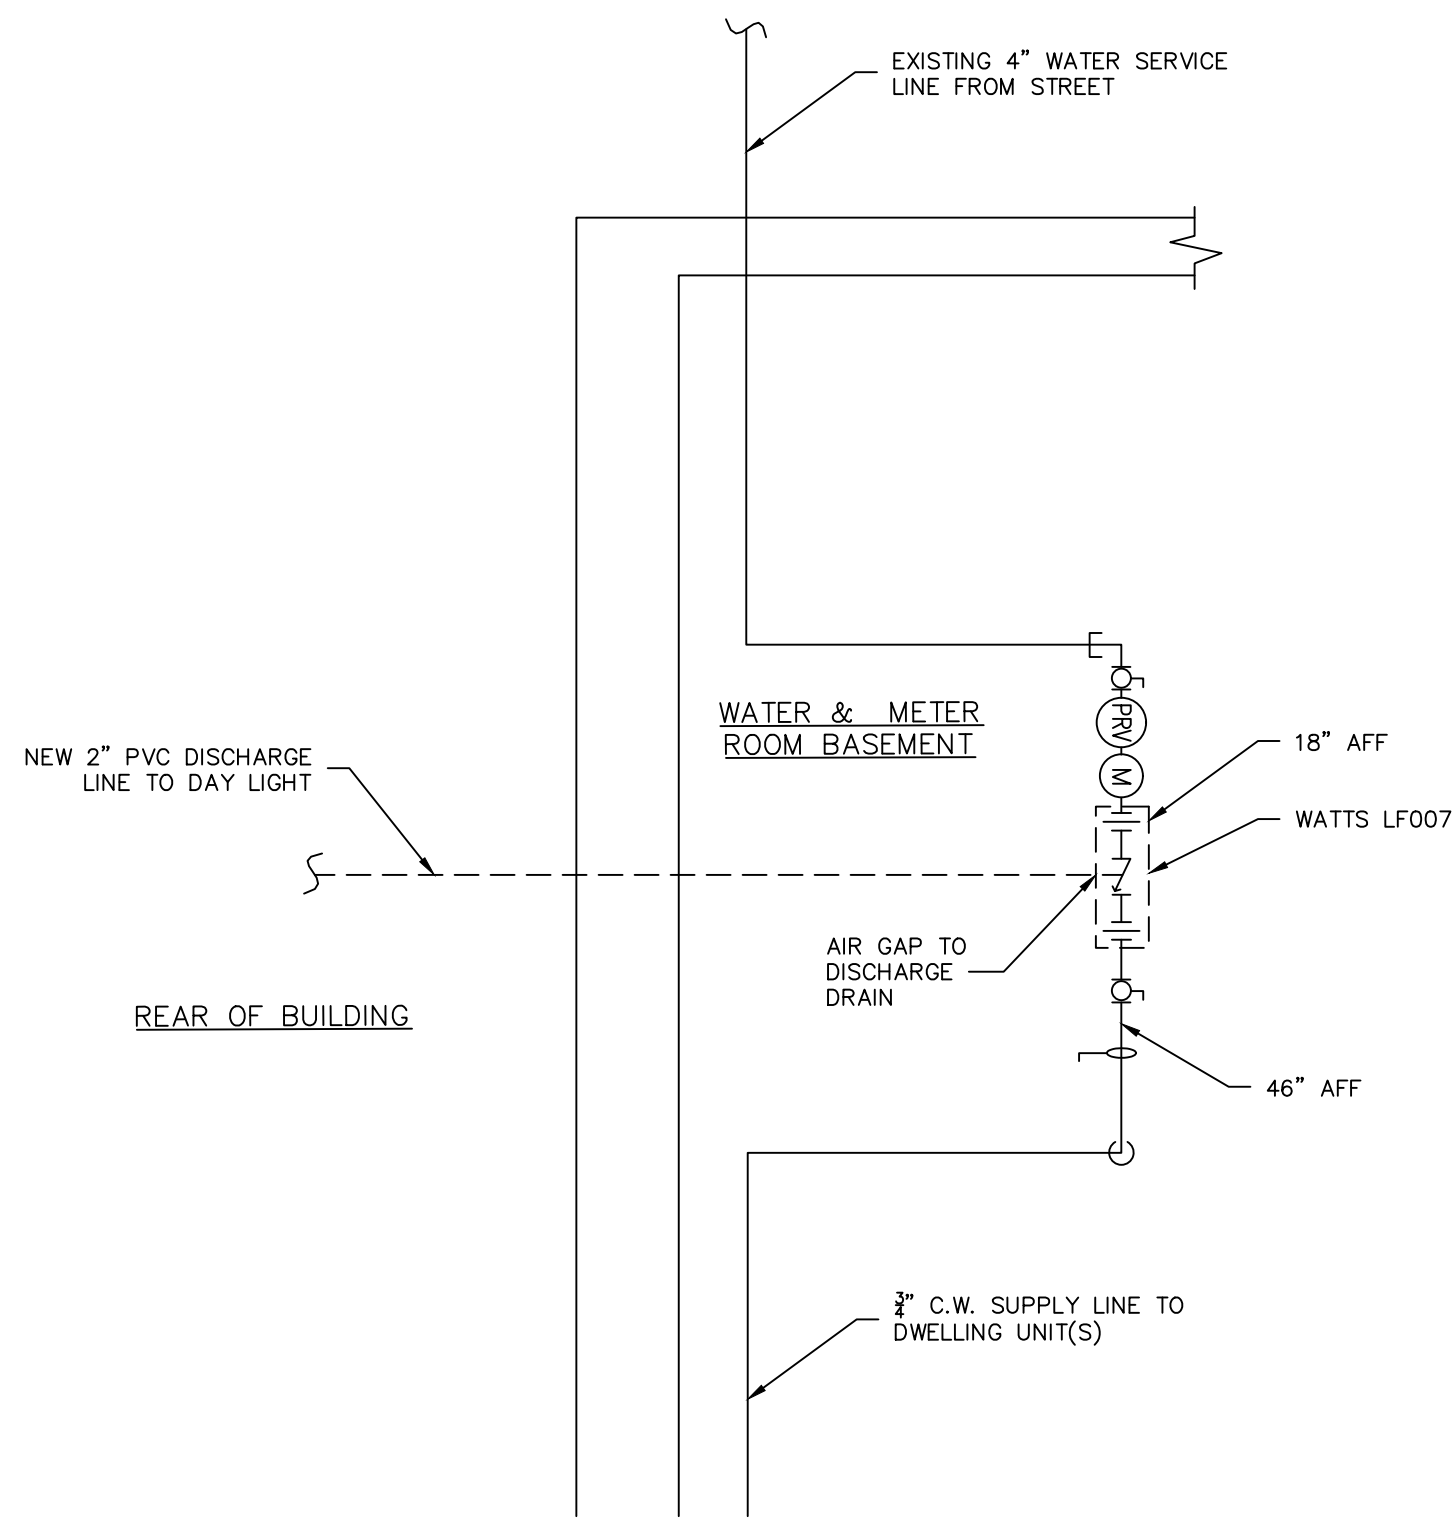 EXISTING 4" WATER SERVICE
LINE FROM STREET
PRV
WATER & METER
ROOM BASEMENT
M
18" AFF
NEW 2" PVC DISCHARGE
LINE TO DAY LIGHT
WATTS LF007
AIR GAP TO
DISCHARGE
DRAIN
REAR OF BUILDING
46" AFF
3/4" C.W. SUPPLY LINE TO
DWELLING UNIT(S)